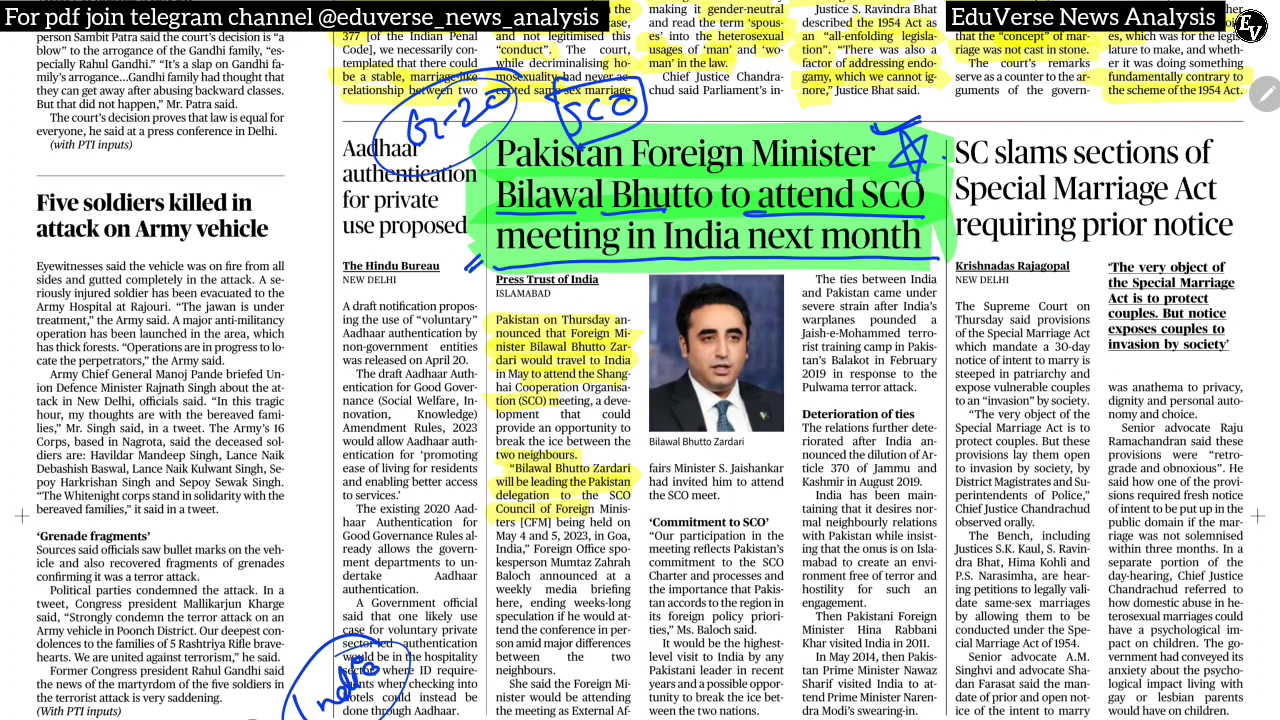 For pdf join telegram channel @eduverse_news_analysis
EduVerse News Analysis
EV
person Sambit Patra said the court's decision is "a
blow" to the arrogance of the Gandhi family, "es-
pecially Rahul Gandhi." "It's a slap on Gandhi fa-
mily's arrogance...Gandhi family had thought that
they can get away after abusing backward classes.
But that did not happen," Mr. Patra said.
The court's decision proves that law is equal for
everyone, he said at a press conference in Delhi.
(with PTI inputs)
Five soldiers killed in
attack on Army vehicle
Eyewitnesses said the vehicle was on fire from all
sides and gutted completely in the attack. A se-
riously injured soldier has been evacuated to the
Army Hospital at Rajouri. "The jawan is under
treatment," the Army said. A major anti-militancy
operation has been launched in the area, which
has thick forests. "Operations are in progress to lo-
cate the perpetrators," the Army said.
Army Chief General Manoj Pande briefed Un-
ion Defence Minister Rajnath Singh about the at-
tack in New Delhi, officials said. "In this tragic
hour, my thoughts are with the bereaved fami-
lies," Mr. Singh said, in a tweet. The Army's 16
Corps, based in Nagrota, said the deceased sol-
diers are: Havildar Mandeep Singh, Lance Naik
Debashish Baswal, Lance Naik Kulwant Singh, Se-
poy Harkrishan Singh and Sepoy Sewak Singh.
"The Whitenight corps stand in solidarity with the
bereaved families," it said in a tweet.
'Grenade fragments'
Sources said officials saw bullet marks on the veh-
icle and also recovered fragments of grenades
confirming it was a terror attack.
Political parties condemned the attack. In a
tweet, Congress president Mallikarjun Kharge
said, "Strongly condemn the terror attack on
an Army vehicle in Poonch District. Our deepest con-
dolences to the families of 5 Rashtriya Rifle brave-
hearts. We are united against terrorism," he said.
Former Congress president Rahul Gandhi said
the news of the martyrdom of the five soldiers in
the terrorist attack is very saddening.
(With PTI inputs)
377 [of the Indian Penal
Code], we necessarily con-
templated that there could
be a stable, marriage-like
relationship between two
and not legitimised this
"conduct". The court,
while decriminalising ho-
mosexuality, had never ac-
cepted same sex marriage
making it gender-neutral
and read the term 'spous-
es' into the heterosexual
usages of 'man' and 'wo-
man' in the law.
Chief Justice Chandra-
chud said Parliament's in-
Justice S. Ravindra Bhat
described the 1954 Act as
an "all-enfolding legisla-
tion". "There was also a
factor of addressing endo-
gamy, which we cannot ig-
nore," Justice Bhat said.
that the "concept" of mar-
riage was not cast in stone.
The court's remarks
serve as a counter to the ar-
guments of the govern-
es, which was for the legis-
lature to make, and wheth-
er it was doing something
fundamentally contrary to
the scheme of the 1954 Act.
G-20
SCO
Aadhaar
authentication
for private
use proposed
The Hindu Bureau
NEW DELHI
A draft notification propos-
ing the use of "voluntary"
Aadhaar authentication by
non-government entities
was released on April 20.
The draft Aadhaar Auth-
entication for Good Gover-
nance (Social Welfare, In-
novation, Knowledge)
Amendment Rules, 2023
would allow Aadhaar auth-
entication for 'promoting
ease of living for residents
and enabling better access
to services.'
The existing 2020 Aad-
haar Authentication for
Good Governance Rules al-
ready allows the govern-
ment departments to un-
dertake Aadhaar
authentication.
A Government official
said that one likely use
case for voluntary private
sector-led authentication
would be in the hospitality
sector where ID require-
ments when checking into
hotels could instead be
done through Aadhaar.
India
Pakistan Foreign Minister
Bilawal Bhutto to attend SCO
meeting in India next month
Press Trust of India
ISLAMABAD
Pakistan on Thursday an-
nounced that Foreign Mi-
nister Bilawal Bhutto Zar-
dari would travel to India
in May to attend the Shang-
hai Cooperation Organisa-
tion (SCO) meeting, a deve-
lopment that could
provide an opportunity to
break the ice between the
two neighbours.
"Bilawal Bhutto Zardari
will be leading the Pakistan
delegation to the SCO
Council of Foreign Minis-
ters [CFM] being held on
May 4 and 5, 2023, in Goa,
India," Foreign Office spo-
kesperson Mumtaz Zahrah
Baloch announced at a
weekly media briefing
here, ending weeks-long
speculation if he would at-
tend the conference in per-
son amid major differences
between the two
neighbours.
She said the Foreign Mi-
nister would be attending
the meeting as External Af-
Bilawal Bhutto Zardari
fairs Minister S. Jaishankar
had invited him to attend
the SCO meet.
'Commitment to SCO'
"Our participation in the
meeting reflects Pakistan's
commitment to the SCO
Charter and processes and
the importance that Pakistan
accords to the region in
its foreign policy priori-
ties," Ms. Baloch said.
It would be the highest-
level visit to India by any
Pakistani leader in recent
years and a possible oppor-
tunity to break the ice bet-
ween the two nations.
The ties between India
and Pakistan came under
severe strain after India's
warplanes pounded a
Jaish-e-Mohammed terro-
rist training camp in Pakis-
tan's Balakot in February
2019 in response to the
Pulwama terror attack.
Deterioration of ties
The relations further dete-
riorated after India an-
nounced the dilution of Ar-
ticle 370 of Jammu and
Kashmir in August 2019.
India has been main-
taining that it desires nor-
mal neighbourly relations
with Pakistan while insist-
ing that the onus is on Isla-
mabad to create an envi-
ronment free of terror and
hostility for such an
engagement.
Then Pakistani Foreign
Minister Hina Rabbani
Khar visited India in 2011.
In May 2014, then Pakis-
tan Prime Minister Nawaz
Sharif visited India to at-
tend Prime Minister Naren-
dra Modi's swearing-in.
SC slams sections of
Special Marriage Act
requiring prior notice
Krishnadas Rajagopal
NEW DELHI
The Supreme Court on
Thursday said provisions
of the Special Marriage Act
which mandate a 30-day
notice of intent to marry is
steeped in patriarchy and
expose vulnerable couples
to an "invasion" by society.
"The very object of the
Special Marriage Act is to
protect couples. But these
provisions lay them open
to invasion by society, by
District Magistrates and Su-
perintendents of Police,"
Chief Justice Chandrachud
observed orally.
The Bench, including
Justices S.K. Kaul, S. Ravin-
dra Bhat, Hima Kohli and
P.S. Narasimha, are hear-
ing petitions to legally valid
ate same-sex marriages
by allowing them to be
conducted under the Spe-
cial Marriage Act of 1954.
Senior advocate A.M.
Singhvi and advocate Sha-
dan Farasat said the man-
date of prior and open not-
ice of the intent to marry
'The very object of
the Special Marriage
Act is to protect
couples. But notice
exposes couples to
invasion by society'
was anathema to privacy,
dignity and personal auto-
nomy and choice.
Senior advocate Raju
Ramachandran said these
provisions were "retro-
grade and obnoxious". He
said how one of the provi-
sions required fresh notice
of intent to be put up in the
public domain if the mar-
riage was not solemnised
within three months. In a
separate portion of the
day-hearing, Chief Justice
Chandrachud referred to
how domestic abuse in he-
terosexual marriages could
have a psychological im-
pact on children. The go-
vernment had conveyed its
anxiety about the psycho-
logical impact living with
gay or lesbian parents
would have on children.